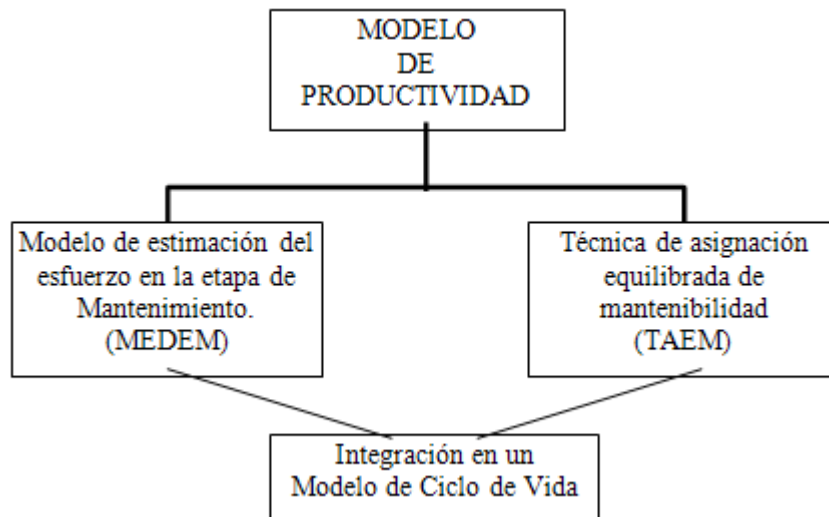 MODELO
DE
PRODUCTIVIDAD
Modelo de estimación del
esfuerzo en la etapa de
Mantenimiento.
(MEDEM)
Técnica de asignación
equilibrada de
mantenibilidad
(TAEM)
Integración en un
Modelo de Ciclo de Vida